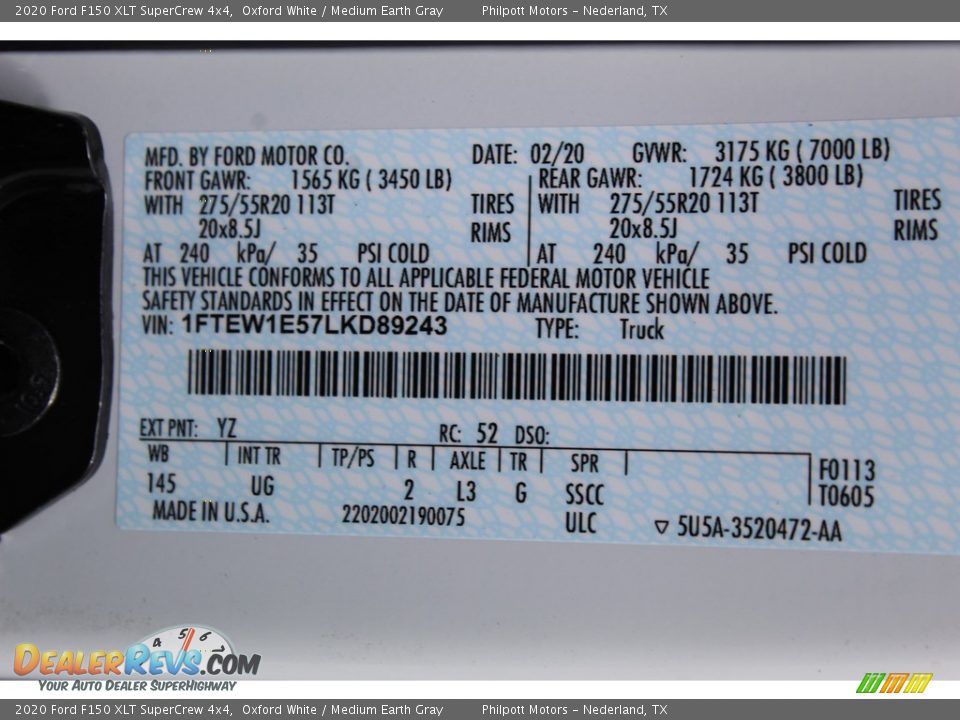 2020 Ford F150 XLT SuperCrew 4x4, Oxford White / Medium Earth Gray Philpott Motors - Nederland, TX
MFD. BY FORD MOTOR CO. DATE: 02/20 GVWR: 3175 KG ( 7000 LB)
FRONT GAWR: 1565 KG ( 3450 LB) REAR GAWR: 1724 KG ( 3800 LB)
WITH 275/55R20 113T TIRES WITH 275/55R20 113T TIRES
20x8.5J RIMS 20x8.5J RIMS
AT 240 kPa/ 35 PSI COLD AT 240 kPa/ 35 PSI COLD
THIS VEHICLE CONFORMS TO ALL APPLICABLE FEDERAL MOTOR VEHICLE
SAFETY STANDARDS IN EFFECT ON THE DATE OF MANUFACTURE SHOWN ABOVE.
VIN: 1FTEW1E57LKD89243 TYPE: Truck
EXT PNT: YZ RC: 52 DSO:
WB INT TR TP/PS R AXLE TR SPR F0113
145 UG 2 L3 G SSCC T0605
MADE IN U.S.A. 2202002190075 ULC ▽ 5U5A-3520472-AA
4 5 6
DealerRevs.com
Your Auto Dealer SuperHighway
2020 Ford F150 XLT SuperCrew 4x4, Oxford White / Medium Earth Gray Philpott Motors - Nederland, TX